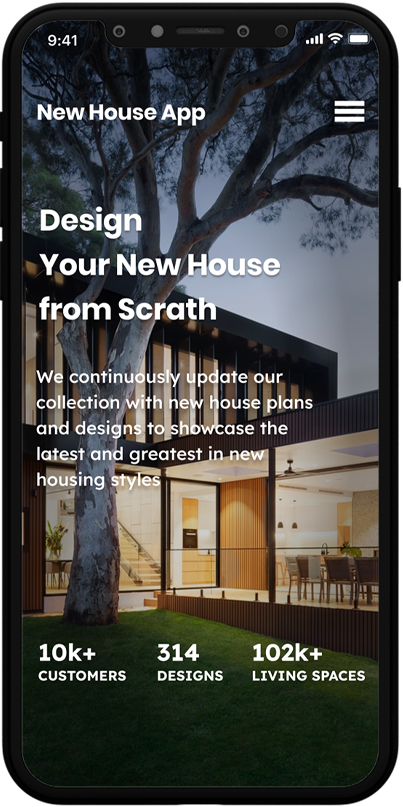 9:41
New House App
Design
Your New House
from Scrath
We continuously update our
collection with new house plans
and designs to showcase the
latest and greatest in new
housing styles
10k+ 314 102k+
CUSTOMERS DESIGNS LIVING SPACES